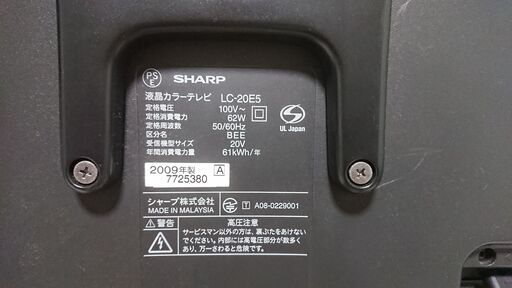 PS
E
SHARP
液晶カラーテレビ LC-20E5
定格電圧 100V~
定格消費電力 62W
定格周波数 50/60Hz
区分名 BEE
受信機型サイズ 20V
年間消費電力量 61kWh/年
UL Japan
2009年製 A
7725380
シャープ株式会社
MADE IN MALAYSIA
T A08-0229001
警告
高圧注意
サービスマン以外の方は、裏ぶたをあけないで
ください。内部には高電圧部分が数多く
あり、万一さわると危険です。